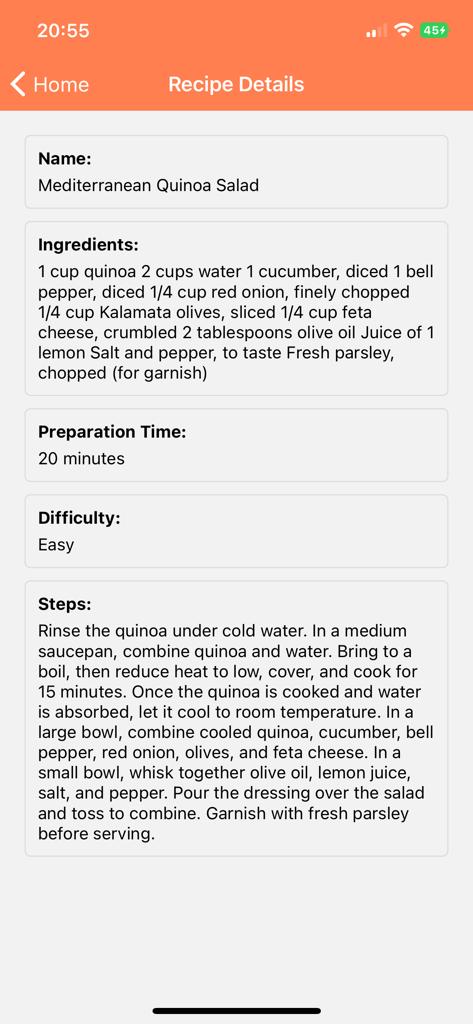 20:55
45
Home
Recipe Details
Name:
Mediterranean Quinoa Salad
Ingredients:
1 cup quinoa 2 cups water 1 cucumber, diced 1 bell
pepper, diced 1/4 cup red onion, finely chopped
1/4 cup Kalamata olives, sliced 1/4 cup feta
cheese, crumbled 2 tablespoons olive oil Juice of 1
lemon Salt and pepper, to taste Fresh parsley,
chopped (for garnish)
Preparation Time:
20 minutes
Difficulty:
Easy
Steps:
Rinse the quinoa under cold water. In a medium
saucepan, combine quinoa and water. Bring to a
boil, then reduce heat to low, cover, and cook for
15 minutes. Once the quinoa is cooked and water
is absorbed, let it cool to room temperature. In a
large bowl, combine cooled quinoa, cucumber, bell
pepper, red onion, olives, and feta cheese. In a
small bowl, whisk together olive oil, lemon juice,
salt, and pepper. Pour the dressing over the salad
and toss to combine. Garnish with fresh parsley
before serving.